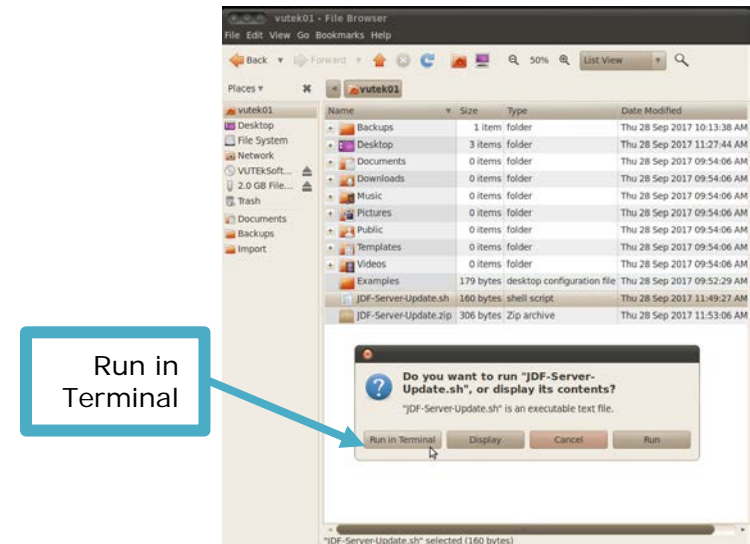 vutek01 - File Browser
File Edit View Go Bookmarks Help
Back Forward 50% List View
Places vutek01
vutek01
Desktop
File System
Network
VUTEkSoft...
2.0 GB File...
Trash
Documents
Backups
Import
Name Size Type Date Modified
Backups 1 item folder Thu 28 Sep 2017 10:13:38 AM
Desktop 3 items folder Thu 28 Sep 2017 11:27:44 AM
Documents 0 items folder Thu 28 Sep 2017 09:54:06 AM
Downloads 0 items folder Thu 28 Sep 2017 09:54:06 AM
Music 0 items folder Thu 28 Sep 2017 09:54:06 AM
Pictures 0 items folder Thu 28 Sep 2017 09:54:06 AM
Public 0 items folder Thu 28 Sep 2017 09:54:06 AM
Templates 0 items folder Thu 28 Sep 2017 09:54:06 AM
Videos 0 items folder Thu 28 Sep 2017 09:54:06 AM
Examples 179 bytes desktop configuration file Thu 28 Sep 2017 09:52:29 AM
JDF-Server-Update.sh 160 bytes shell script Thu 28 Sep 2017 11:49:27 AM
JDF-Server-Update.zip 306 bytes Zip archive Thu 28 Sep 2017 11:53:06 AM
Run in
Terminal
Do you want to run "JDF-Server-
Update.sh", or display its contents?
"JDF-Server-Update.sh" is an executable text file.
Run in Terminal Display Cancel Run
"JDF-Server-Update.sh" selected (160 bytes)